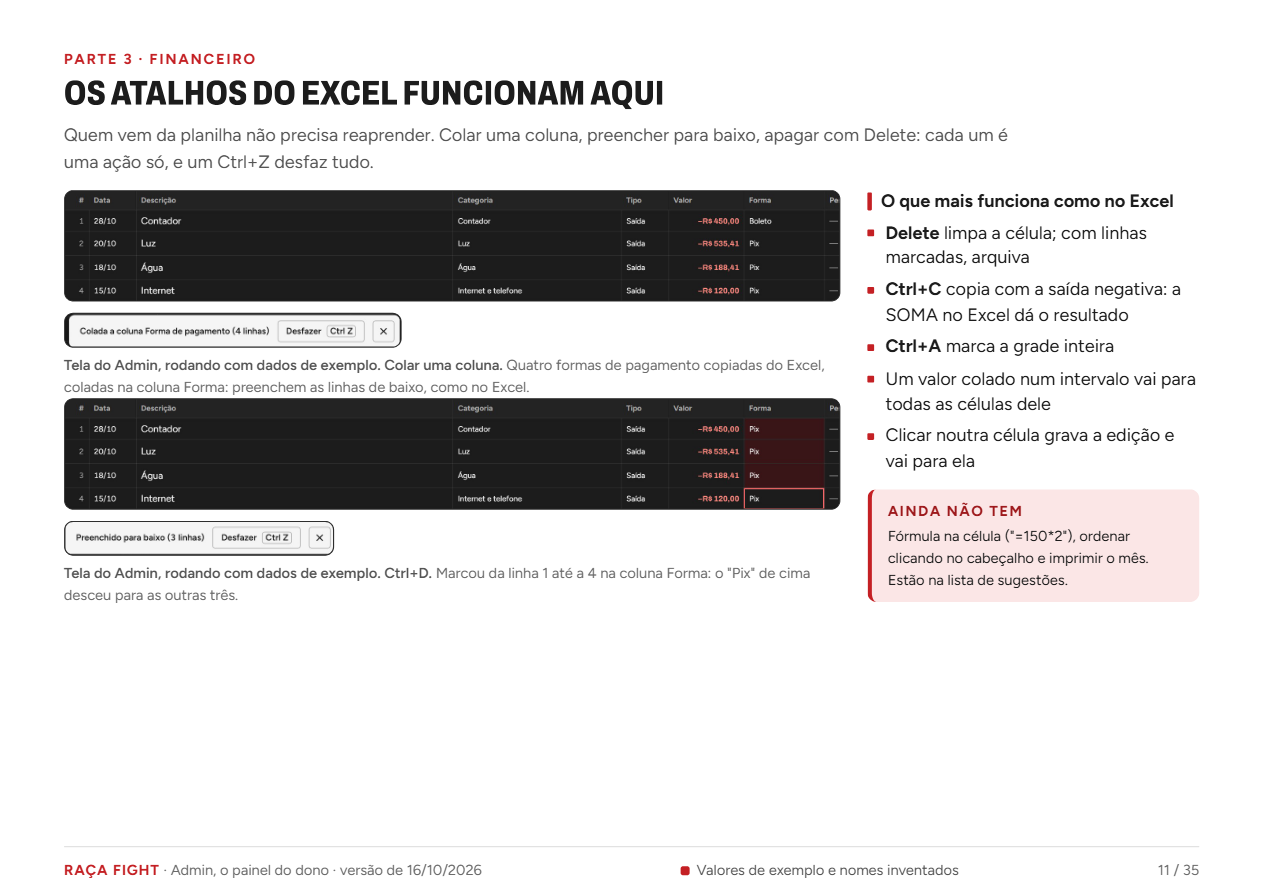 PARTE 3 · FINANCEIRO
OS ATALHOS DO EXCEL FUNCIONAM AQUI
Quem vem da planilha não precisa reaprender. Colar uma coluna, preencher para baixo, apagar com Delete: cada um é
uma ação só, e um Ctrl+Z desfaz tudo.
# Data Descrição Categoria Tipo Valor Forma Pe
1 28/10 Contador Contador Saída −R$ 450,00 Boleto —
2 20/10 Luz Luz Saída −R$ 535,41 Pix —
3 18/10 Água Água Saída −R$ 188,41 Pix —
4 15/10 Internet Internet e telefone Saída −R$ 120,00 Pix —
Colada a coluna Forma de pagamento (4 linhas) Desfazer Ctrl Z ✕
Tela do Admin, rodando com dados de exemplo. Colar uma coluna. Quatro formas de pagamento copiadas do Excel,
coladas na coluna Forma: preenchem as linhas de baixo, como no Excel.
# Data Descrição Categoria Tipo Valor Forma Pe
1 28/10 Contador Contador Saída −R$ 450,00 Pix —
2 20/10 Luz Luz Saída −R$ 535,41 Pix —
3 18/10 Água Água Saída −R$ 188,41 Pix —
4 15/10 Internet Internet e telefone Saída −R$ 120,00 Pix —
Preenchido para baixo (3 linhas) Desfazer Ctrl Z ✕
Tela do Admin, rodando com dados de exemplo. Ctrl+D. Marcou da linha 1 até a 4 na coluna Forma: o "Pix" de cima
desceu para as outras três.
O que mais funciona como no Excel
Delete limpa a célula; com linhas
marcadas, arquiva
Ctrl+C copia com a saída negativa: a
SOMA no Excel dá o resultado
Ctrl+A marca a grade inteira
Um valor colado num intervalo vai para
todas as células dele
Clicar noutra célula grava a edição e
vai para ela
AINDA NÃO TEM
Fórmula na célula ("=150*2"), ordenar
clicando no cabeçalho e imprimir o mês.
Estão na lista de sugestões.
RAÇA FIGHT · Admin, o painel do dono · versão de 16/10/2026
Valores de exemplo e nomes inventados
11 / 35